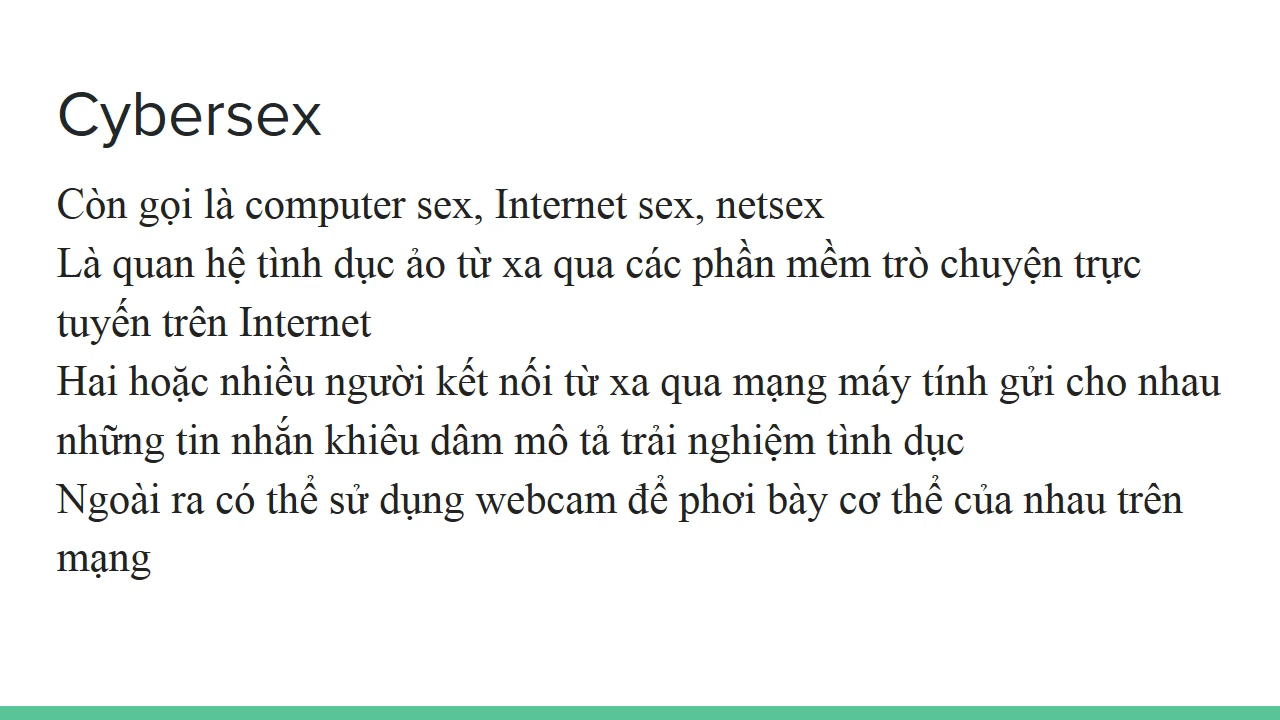 Cybersex
Còn gọi là computer sex, Internet sex, netsex
Là quan hệ tình dục ảo từ xa qua các phần mềm trò chuyện trực
tuyến trên Internet
Hai hoặc nhiều người kết nối từ xa qua mạng máy tính gửi cho nhau
những tin nhắn khiêu dâm mô tả trải nghiệm tình dục
Ngoài ra có thể sử dụng webcam để phơi bày cơ thể của nhau trên
mạng